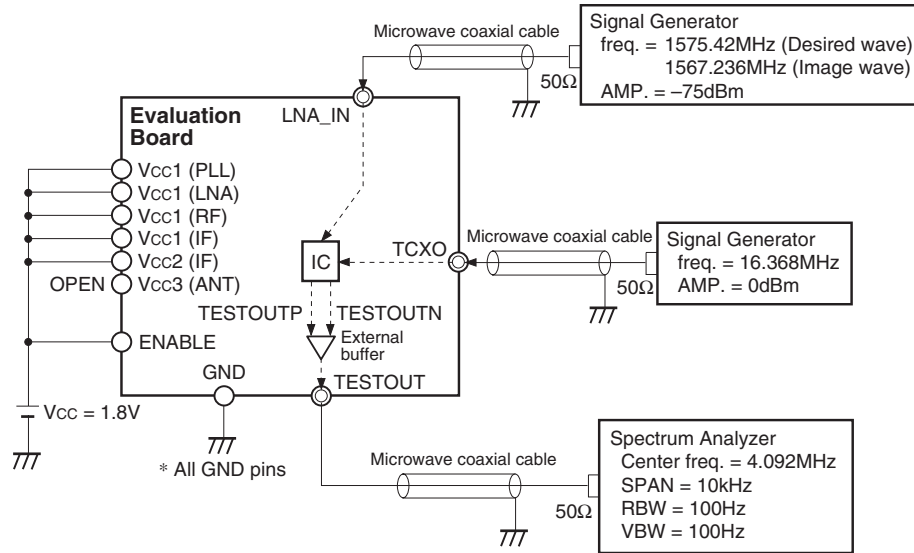 Microwave coaxial cable
50Ω
Signal Generator
freq. = 1575.42MHz (Desired wave)
1567.236MHz (Image wave)
AMP. = –75dBm
LNA_IN
Evaluation
Board
VCC1 (PLL)
VCC1 (LNA)
VCC1 (RF)
VCC1 (IF)
VCC2 (IF)
OPEN
VCC3 (ANT)
ENABLE
IC
TCXO
Microwave coaxial cable
50Ω
Signal Generator
freq. = 16.368MHz
AMP. = 0dBm
TESTOUTP
TESTOUTN
External
buffer
GND
TESTOUT
VCC = 1.8V
* All GND pins
Microwave coaxial cable
50Ω
Spectrum Analyzer
Center freq. = 4.092MHz
SPAN = 10kHz
RBW = 100Hz
VBW = 100Hz